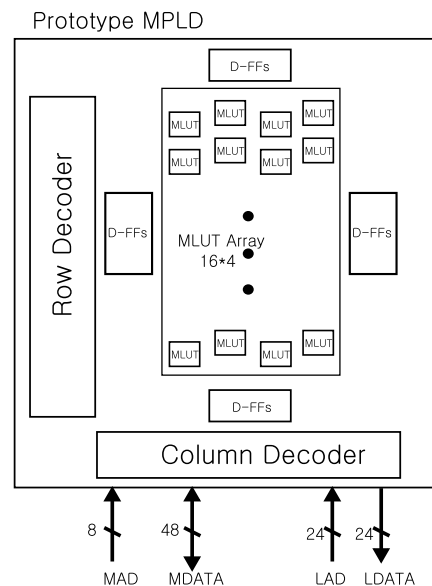 Prototype MPLD
D-FFs
MLUT MLUT MLUT MLUT
MLUT MLUT MLUT MLUT
Row Decoder
D-FFs
MLUT Array
16*4
D-FFs
MLUT MLUT MLUT MLUT
D-FFs
Column Decoder
8 48 24 24
MAD MDATA LAD LDATA